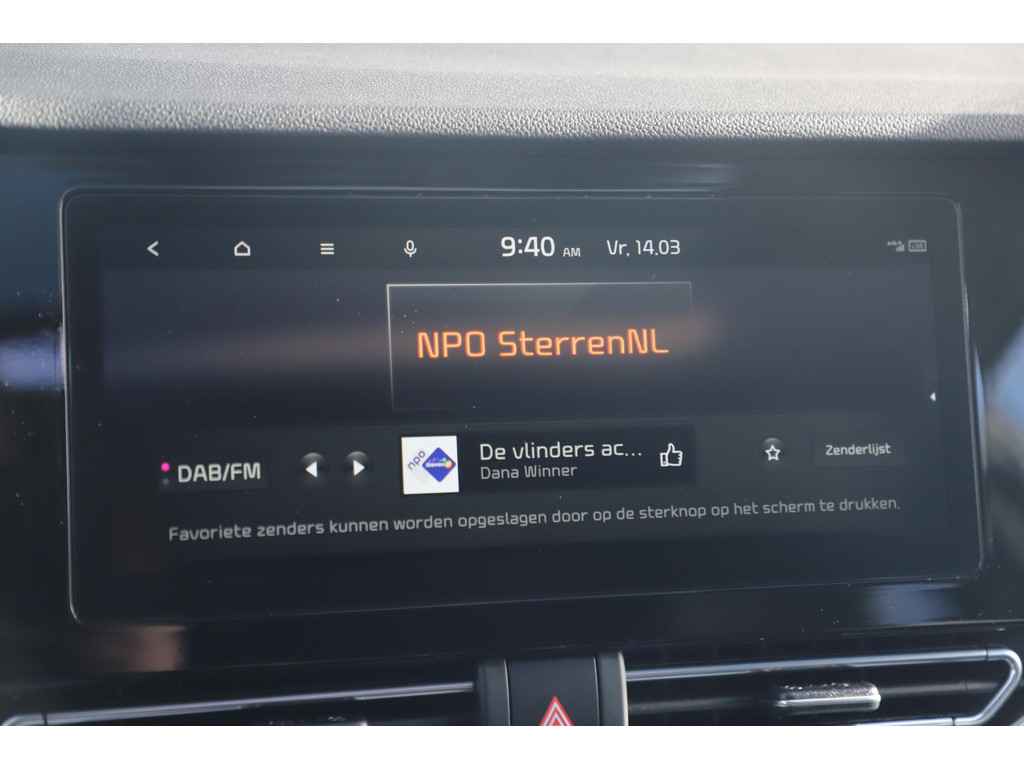 9:40 AM Vr, 14.03
NPO SterrenNL
DAB/FM
npo
De vlinders ac...
Dana Winner
Zenderlijst
Favoriete zenders kunnen worden opgeslagen door op de sterknop op het scherm te drukken.